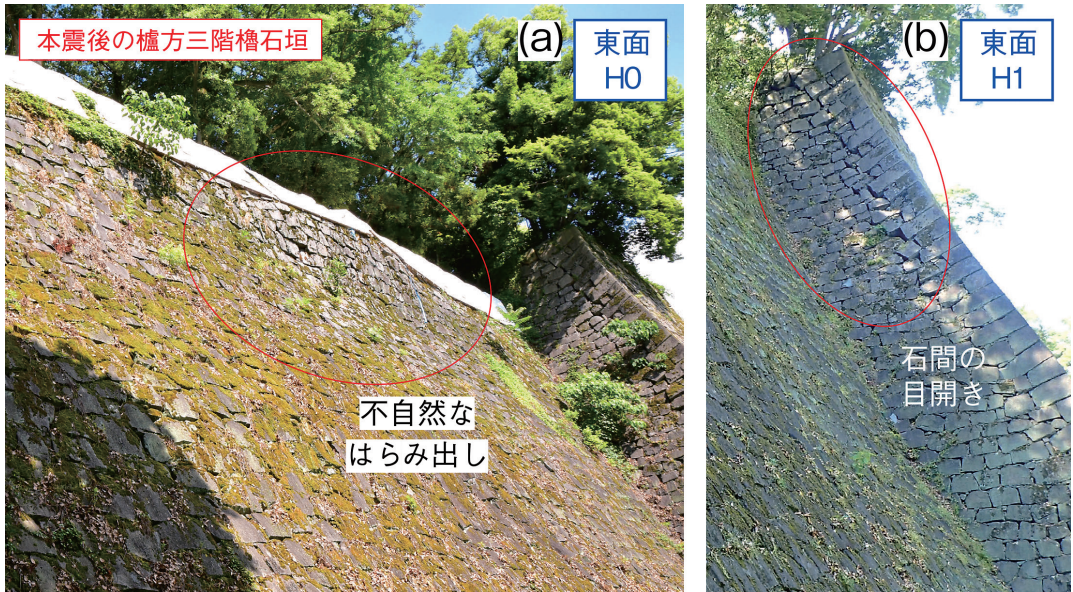 本震後の櫨方三階櫓石垣
(a)
東面
H0
不自然な
はらみ出し
(b)
東面
H1
石間の
目開き